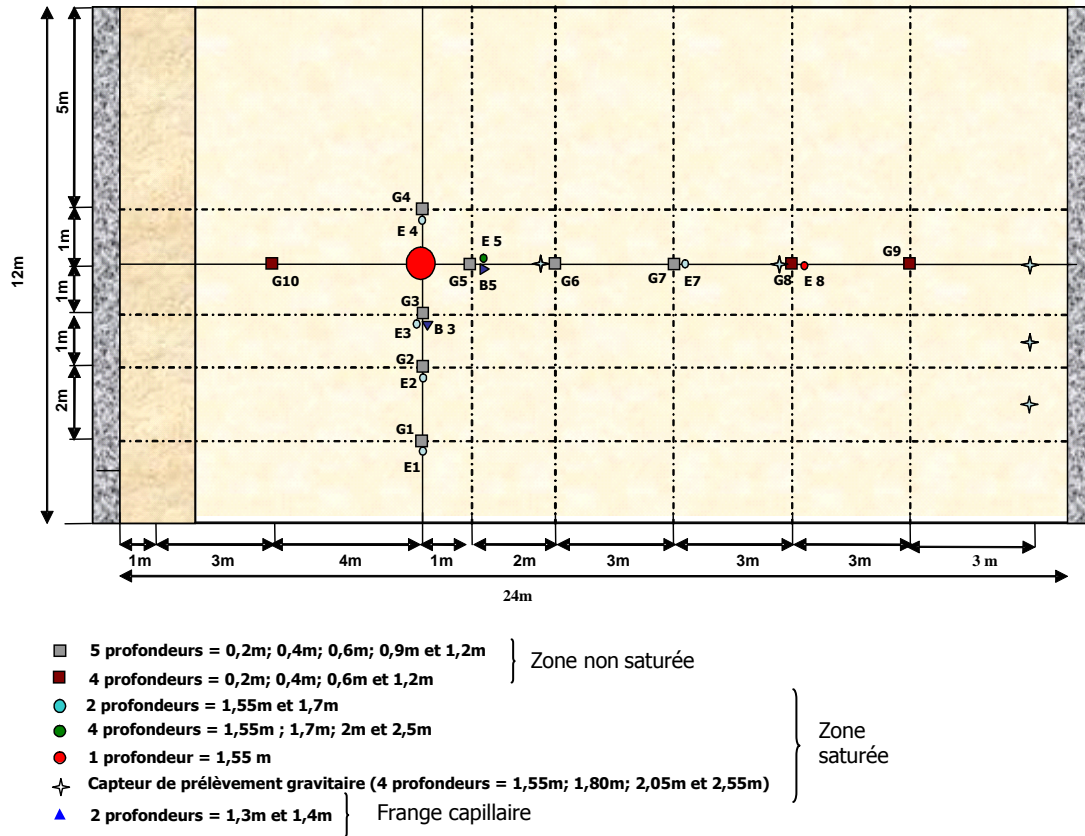 5m
12m
1m
1m
1m
2m
G4
E 4
G10
G5
E 5
B5
G6
G7
E7
G8
E 8
G9
G3
E3
B 3
G2
E2
G1
E1
1m
3m
4m
1m
2m
3m
3m
3m
3 m
24m
5 profondeurs = 0,2m; 0,4m; 0,6m; 0,9m et 1,2m
Zone non saturée
4 profondeurs = 0,2m; 0,4m; 0,6m et 1,2m
2 profondeurs = 1,55m et 1,7m
4 profondeurs = 1,55m ; 1,7m; 2m et 2,5m
Zone
saturée
1 profondeur = 1,55 m
Capteur de prélèvement gravitaire (4 profondeurs = 1,55m; 1,80m; 2,05m et 2,55m)
2 profondeurs = 1,3m et 1,4m
Frange capillaire